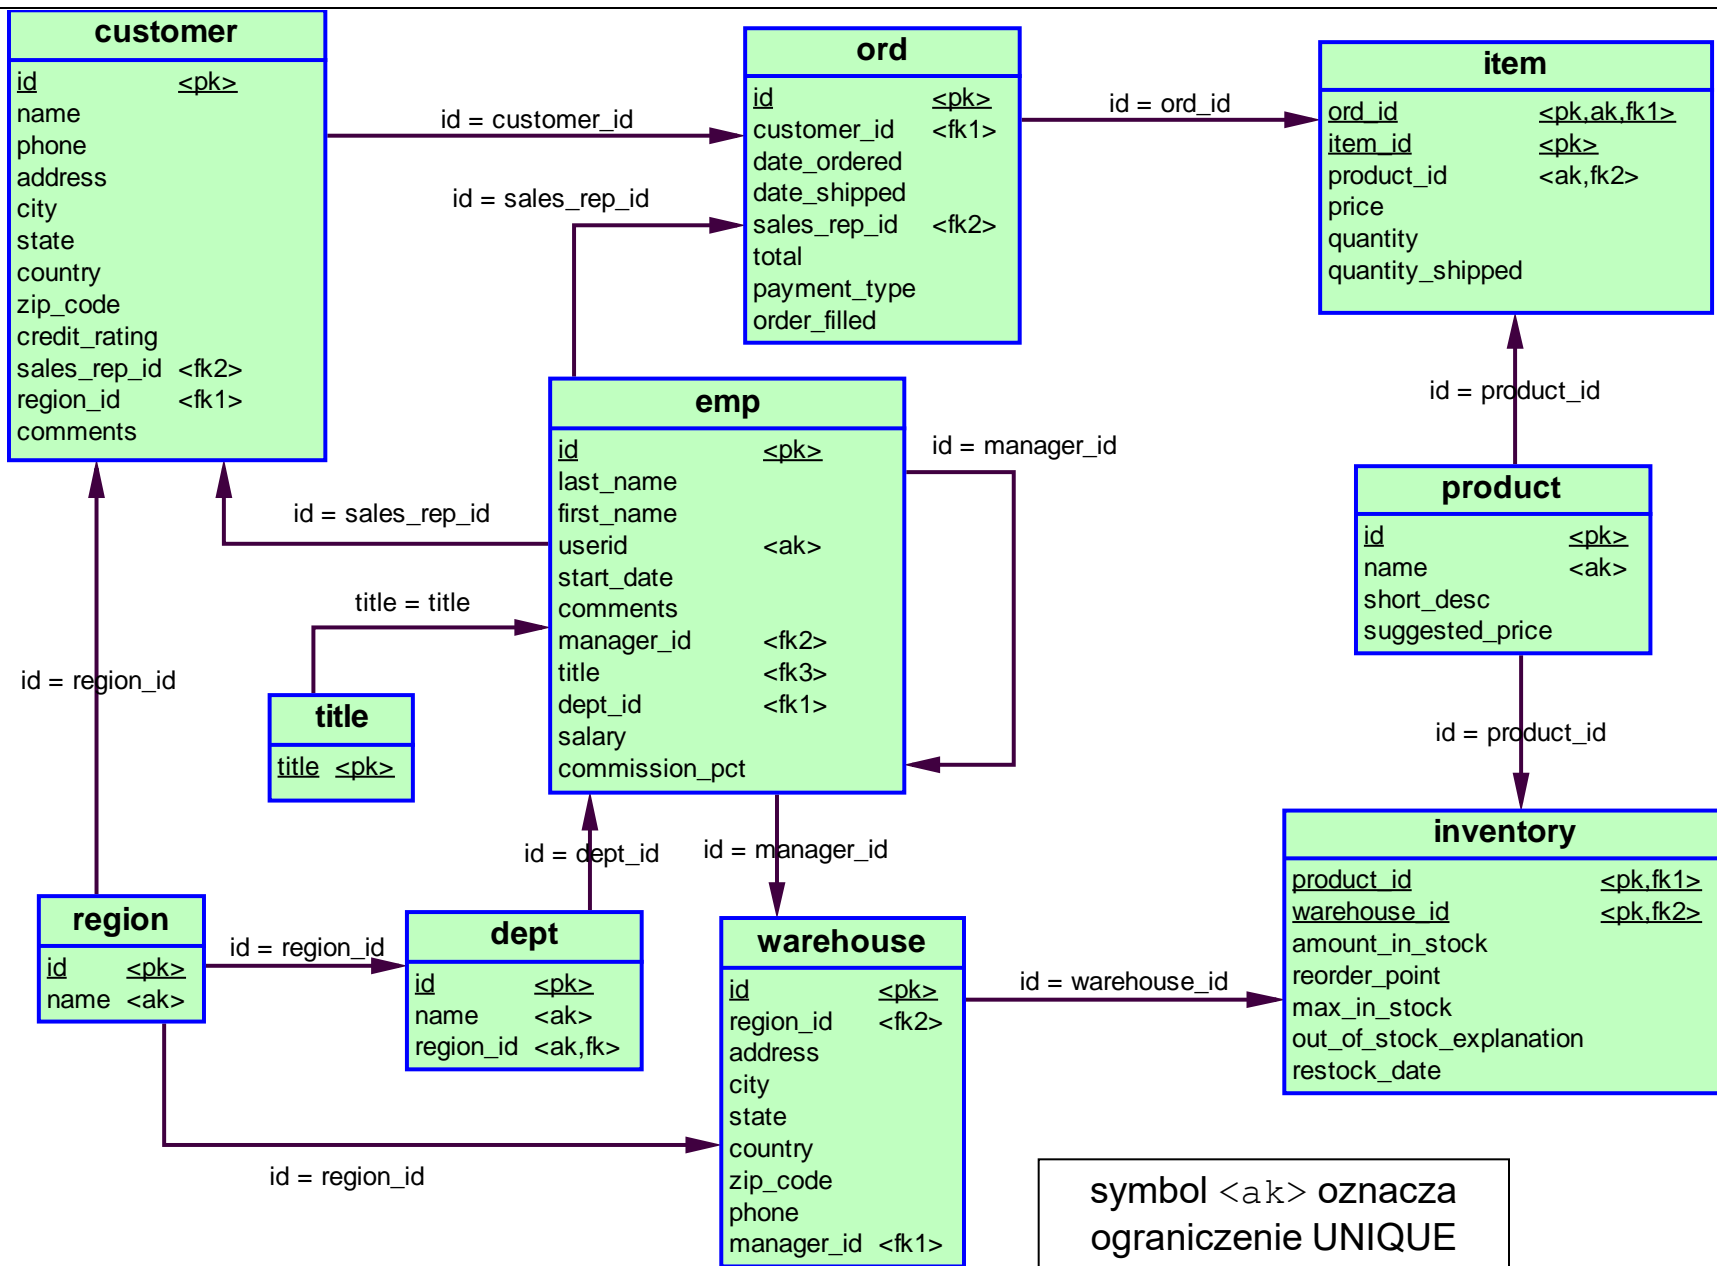 customer
id <pk>
name
phone
address
city
state
country
zip_code
credit_rating
sales_rep_id <fk2>
region_id <fk1>
comments
id = customer_id
ord
id <pk>
customer_id <fk1>
date_ordered
date_shipped
sales_rep_id <fk2>
total
payment_type
order_filled
id = ord_id
item
ord_id <pk,ak,fk1>
item_id <pk>
product_id <ak,fk2>
price
quantity
quantity_shipped
id = sales_rep_id
id = product_id
emp
id <pk>
last_name
first_name
userid <ak>
start_date
comments
manager_id <fk2>
title <fk3>
dept_id <fk1>
salary
commission_pct
id = manager_id
id = sales_rep_id
product
id <pk>
name <ak>
short_desc
suggested_price
title = title
id = region_id
title
title <pk>
id = product_id
id = dept_id
id = manager_id
inventory
product_id <pk,fk1>
warehouse_id <pk,fk2>
amount_in_stock
reorder_point
max_in_stock
out_of_stock_explanation
restock_date
region
id <pk>
name <ak>
id = region_id
dept
id <pk>
name <ak>
region_id <ak,fk>
warehouse
id <pk>
region_id <fk2>
address
city
state
country
zip_code
phone
manager_id <fk1>
id = warehouse_id
id = region_id
symbol <ak> oznacza
ograniczenie UNIQUE